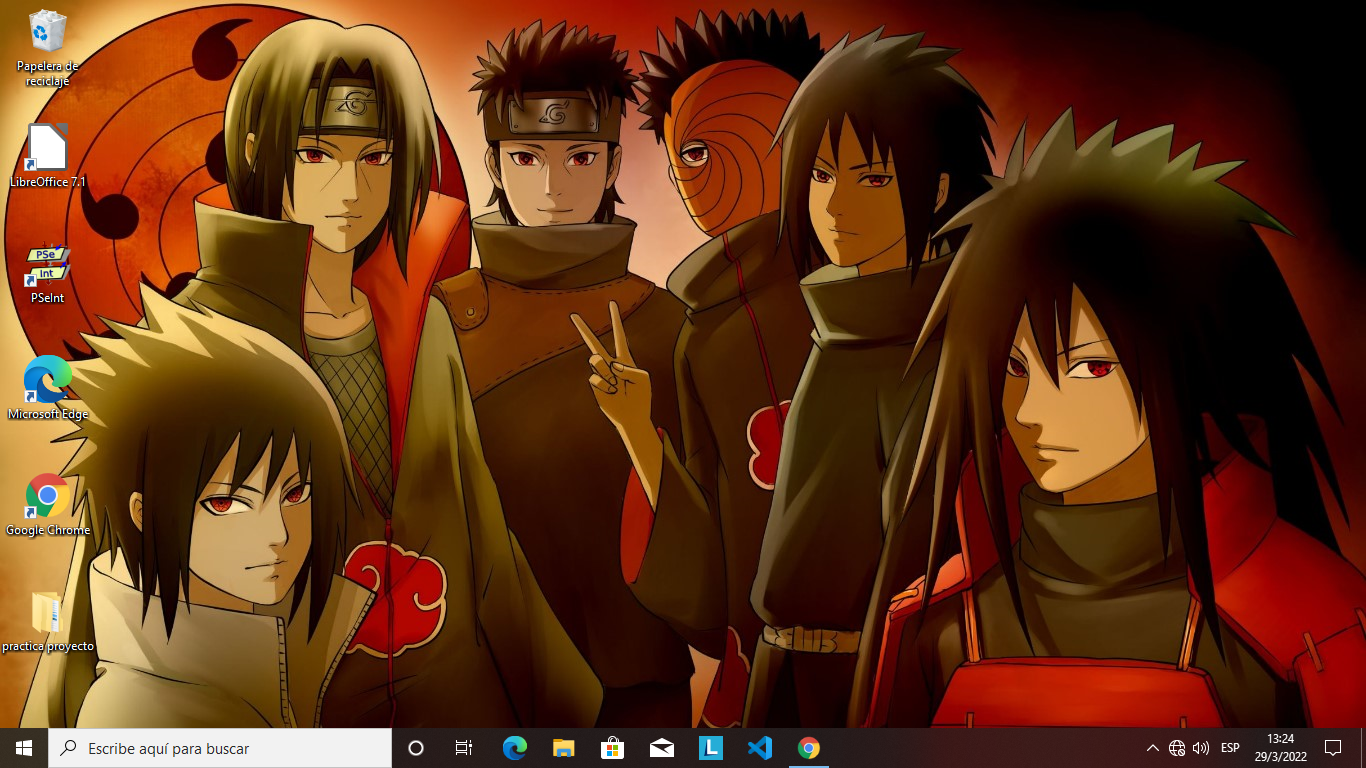 Papelera de
reciclaje
LibreOffice 7.1
PSe
Int
PSeInt
Microsoft Edge
Google Chrome
practica proyecto
Escribe aquí para buscar
L
ESP
13:24
29/3/2022